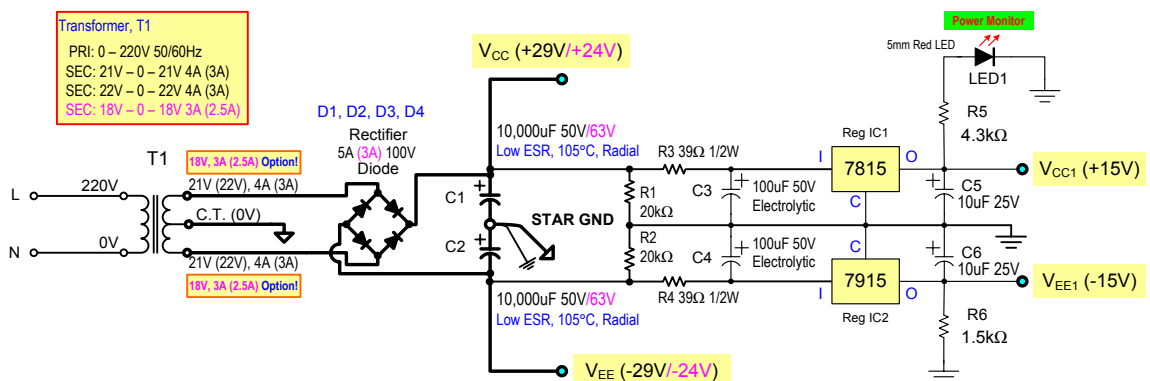 Transformer, T1
PRI: 0 – 220V 50/60Hz
SEC: 21V – 0 – 21V 4A (3A)
SEC: 22V – 0 – 22V 4A (3A)
SEC: 18V – 0 – 18V 3A (2.5A)
VCC (+29V/+24V)
Power Monitor
5mm Red LED
LED1
D1, D2, D3, D4
Rectifier
5A (3A) 100V
Diode
10,000uF 50V/63V
Low ESR, 105°C, Radial
R5
4.3kΩ
Reg IC1
T1
18V, 3A (2.5A) Option!
21V (22V), 4A (3A)
R3 39Ω 1/2W
I
7815
O
VCC1 (+15V)
L
220V
C1
+
R1
20kΩ
C3
+
100uF 50V
Electrolytic
C
+
C5
10uF 25V
C.T. (0V)
STAR GND
N
0V
C2
+
R2
20kΩ
C4
+
100uF 50V
Electrolytic
C
+
C6
10uF 25V
21V (22V), 4A (3A)
18V, 3A (2.5A) Option!
R4 39Ω 1/2W
I
7915
O
VEE1 (-15V)
Reg IC2
10,000uF 50V/63V
Low ESR, 105°C, Radial
R6
1.5kΩ
VEE (-29V/-24V)